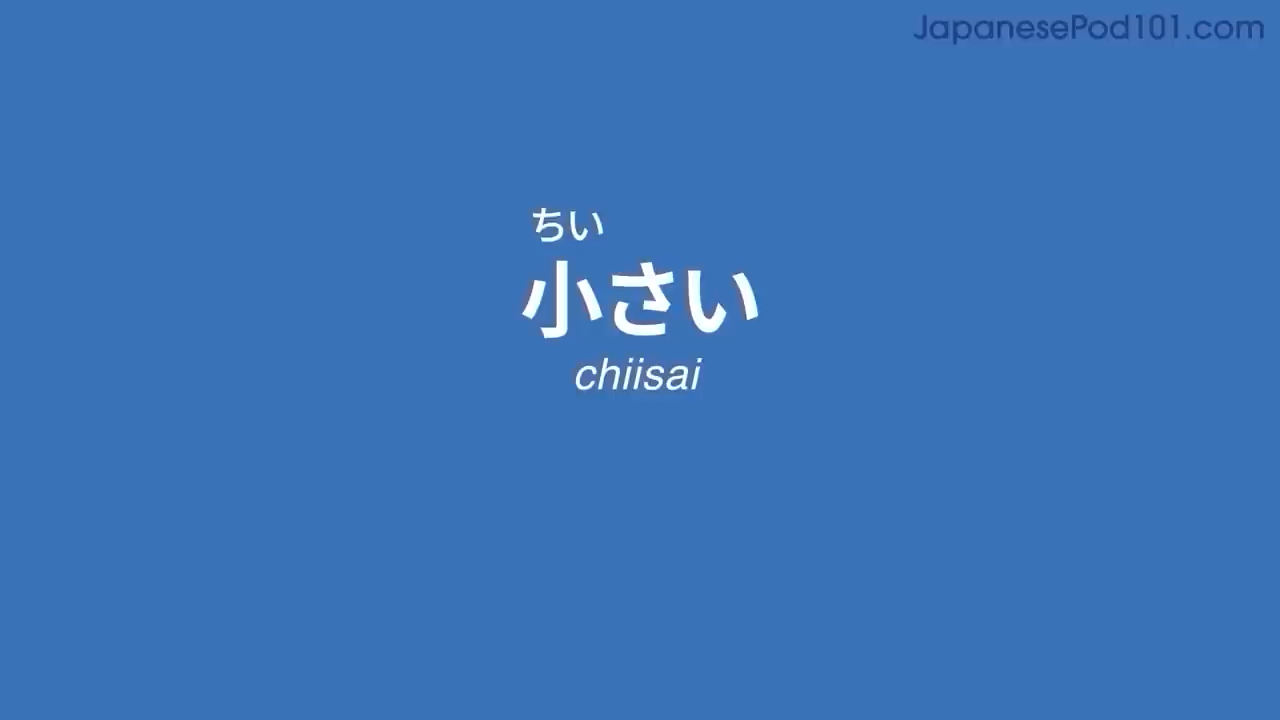 JapanesePod101.com
ちい
小さい
chiisai